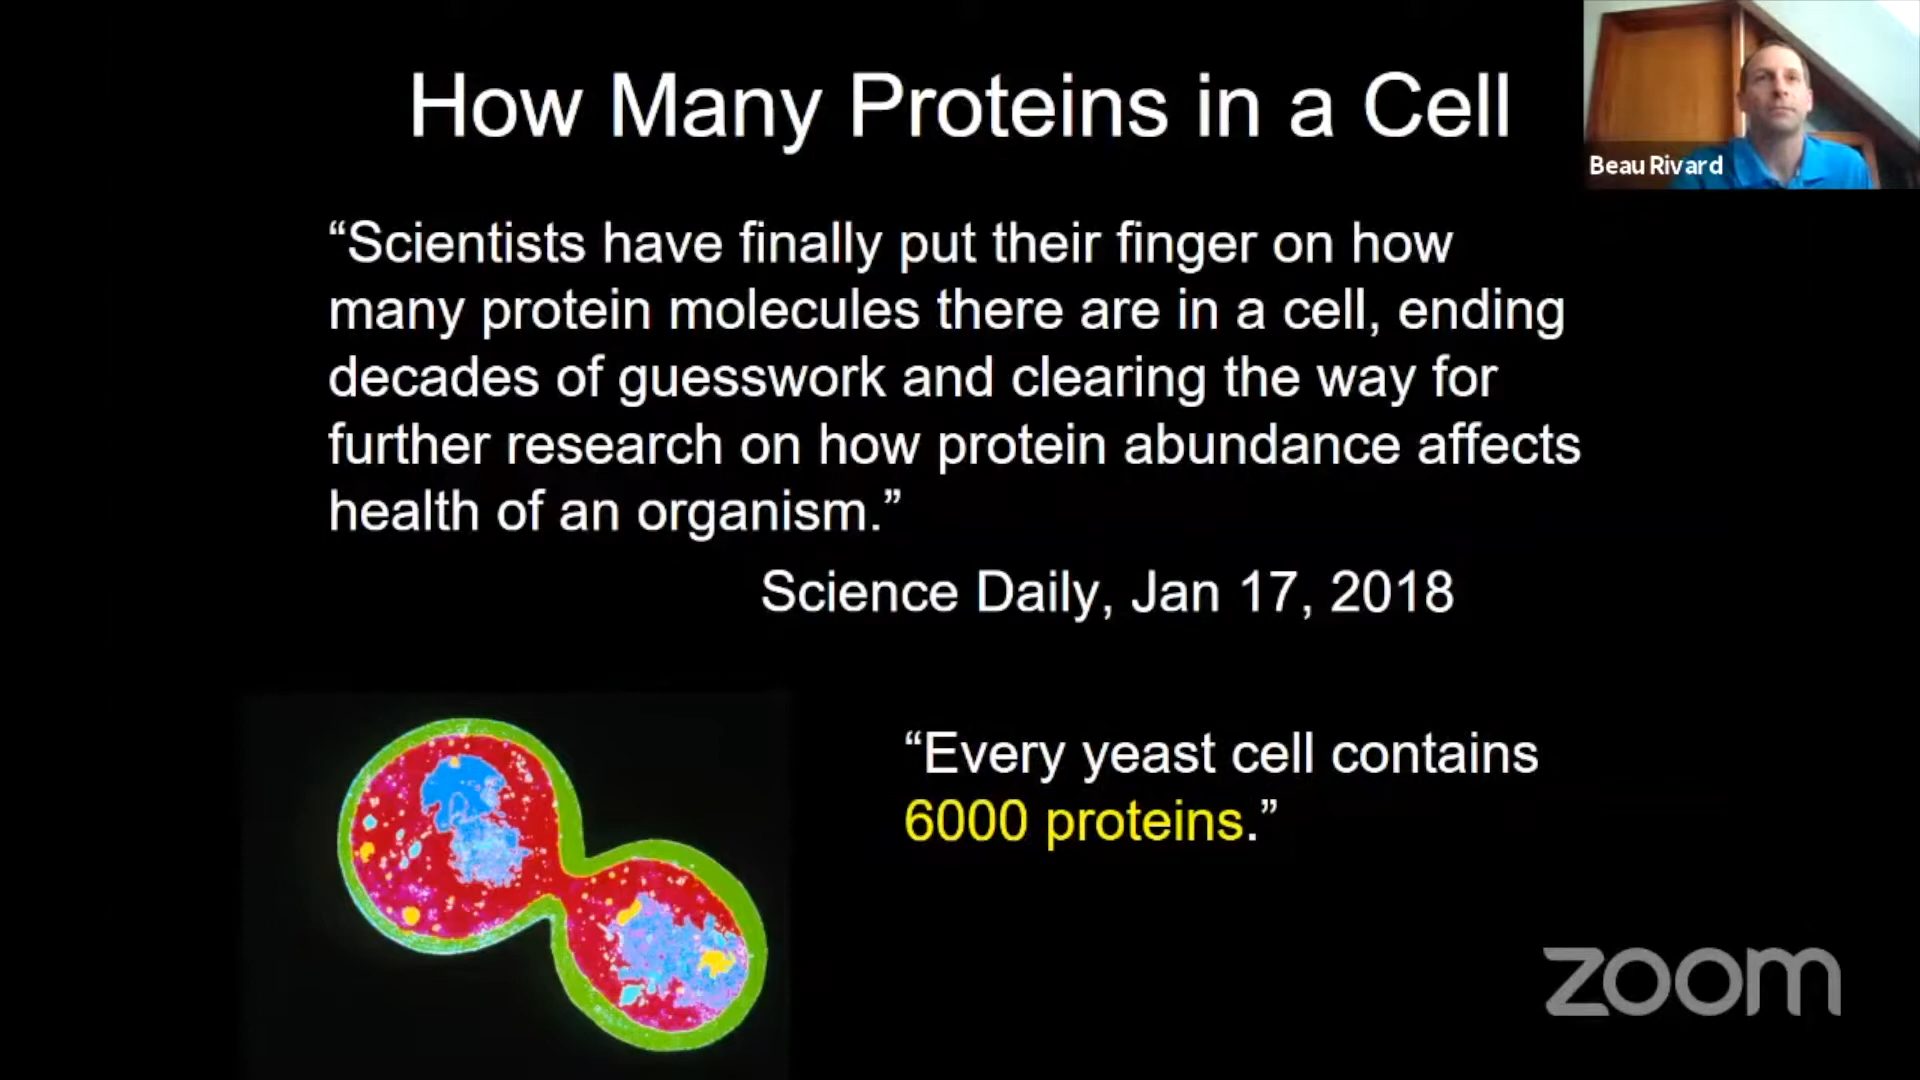 How Many Proteins in a Cell
Beau Rivard
“Scientists have finally put their finger on how
many protein molecules there are in a cell, ending
decades of guesswork and clearing the way for
further research on how protein abundance affects
health of an organism.”
Science Daily, Jan 17, 2018
“Every yeast cell contains
6000 proteins.”
zoom